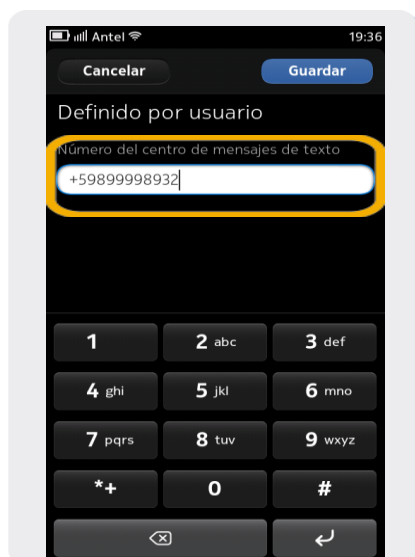 Antel 19:36
Cancelar Guardar
Definido por usuario
Número del centro de mensajes de texto
+59899998932
1 2 abc 3 def
4 ghi 5 jkl 6 mno
7 pqrs 8 tuv 9 wxyz
*+ 0 #